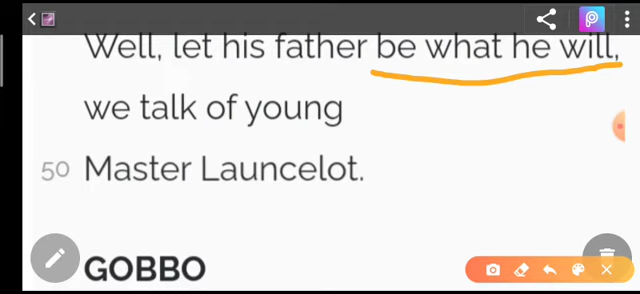 Well, let his father be what he will,
we talk of young
50 Master Launcelot.
GOBBO